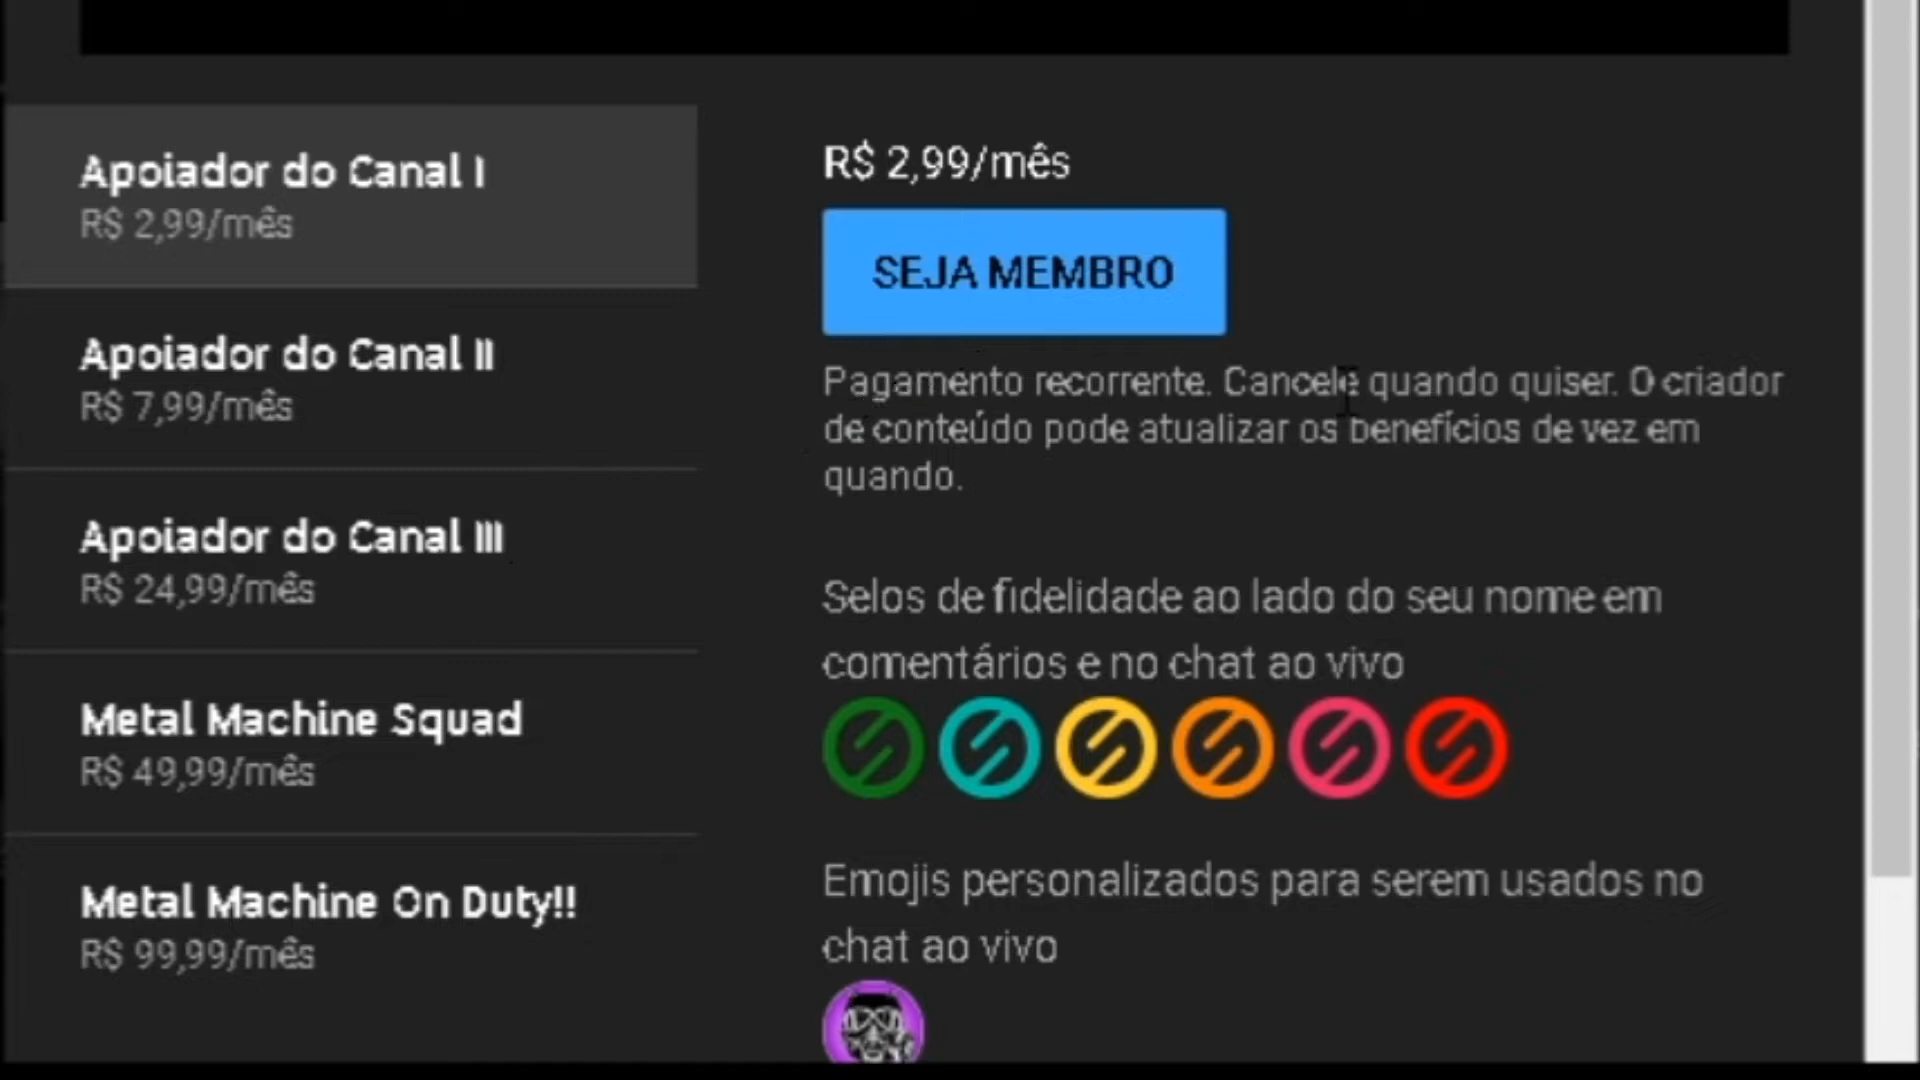 Apoiador do Canal I
R$ 2,99/mês
Apoiador do Canal II
R$ 7,99/mês
Apoiador do Canal III
R$ 24,99/mês
Metal Machine Squad
R$ 49,99/mês
Metal Machine On Duty!!
R$ 99,99/mês
R$ 2,99/mês
SEJA MEMBRO
Pagamento recorrente. Cancele quando quiser. O criador
de conteúdo pode atualizar os benefícios de vez em
quando.
Selos de fidelidade ao lado do seu nome em
comentários e no chat ao vivo
Emojis personalizados para serem usados no
chat ao vivo